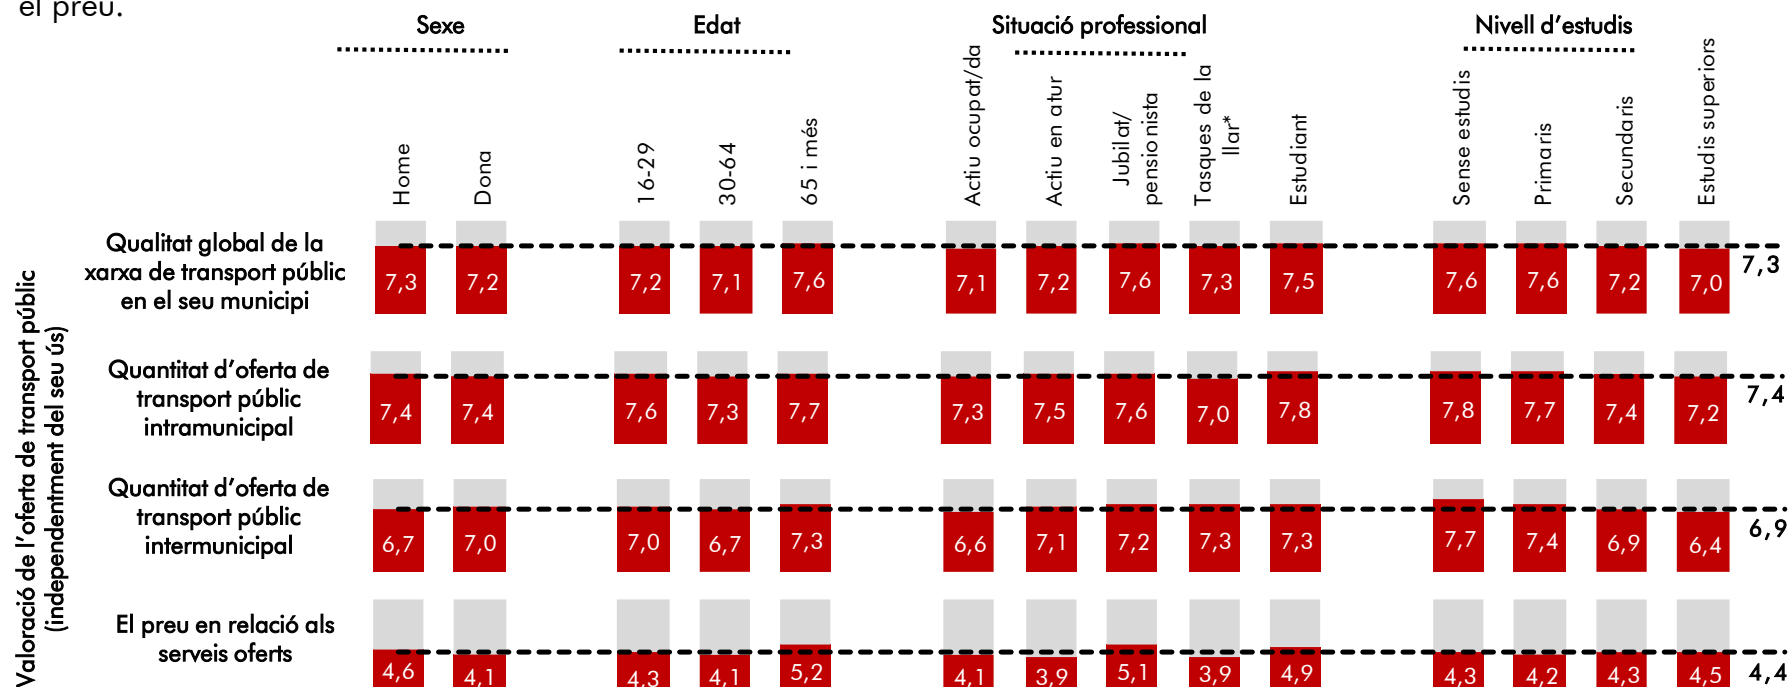 el preu.
Sexe Edat Situació professional Nivell d'estudis
Home Dona 16-29 30-64 65 i més Actiu ocupat/da Actiu en atur Jubilat/ pensionista Tasques de la llar* Estudiant Sense estudis Primaris Secundaris Estudis superiors
Valoració de l'oferta de transport públic
(independentment del seu ús)
Qualitat global de la
xarxa de transport públic
en el seu municipi
7,3 7,2 7,2 7,1 7,6 7,1 7,2 7,6 7,3 7,5 7,6 7,6 7,2 7,0 7,3
Quantitat d'oferta de
transport públic
intramunicipal
7,4 7,4 7,6 7,3 7,7 7,3 7,5 7,6 7,0 7,8 7,8 7,7 7,4 7,2 7,4
Quantitat d'oferta de
transport públic
intermunicipal
6,7 7,0 7,0 6,7 7,3 6,6 7,1 7,2 7,3 7,3 7,7 7,4 6,9 6,4 6,9
El preu en relació als
serveis oferts
4,6 4,1 4,3 4,1 5,2 4,1 3,9 5,1 3,9 4,9 4,3 4,2 4,3 4,5 4,4